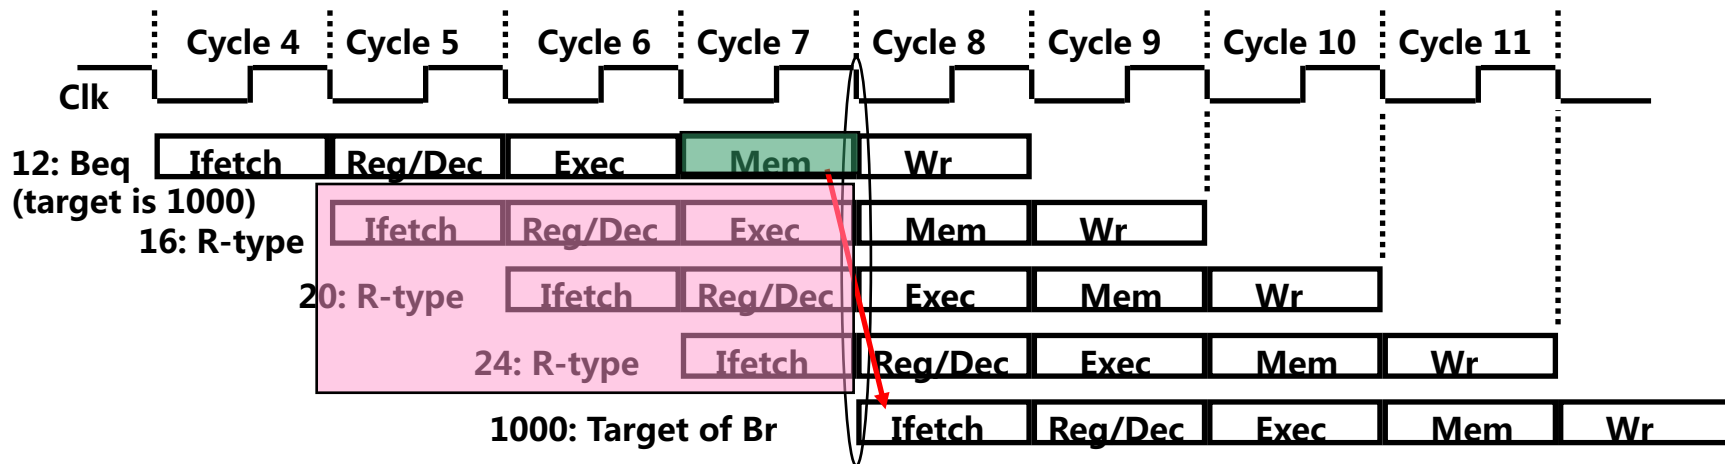 Cycle 4 Cycle 5 Cycle 6 Cycle 7 Cycle 8 Cycle 9 Cycle 10 Cycle 11
Clk
12: Beq Ifetch Reg/Dec Exec Mem Wr
(target is 1000)
16: R-type Ifetch Reg/Dec Exec Mem Wr
20: R-type Ifetch Reg/Dec Exec Mem Wr
24: R-type Ifetch Reg/Dec Exec Mem Wr
1000: Target of Br Ifetch Reg/Dec Exec Mem Wr